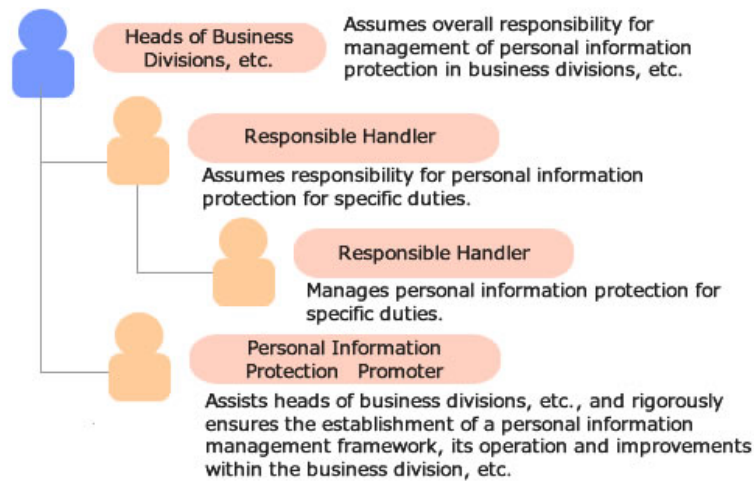 Heads of Business
Divisions, etc.
Assumes overall responsibility for
management of personal information
protection in business divisions, etc.
Responsible Handler
Assumes responsibility for personal information
protection for specific duties.
Responsible Handler
Manages personal information protection for
specific duties.
Personal Information
Protection Promoter
Assists heads of business divisions, etc., and rigorously
ensures the establishment of a personal information
management framework, its operation and improvements
within the business division, etc.